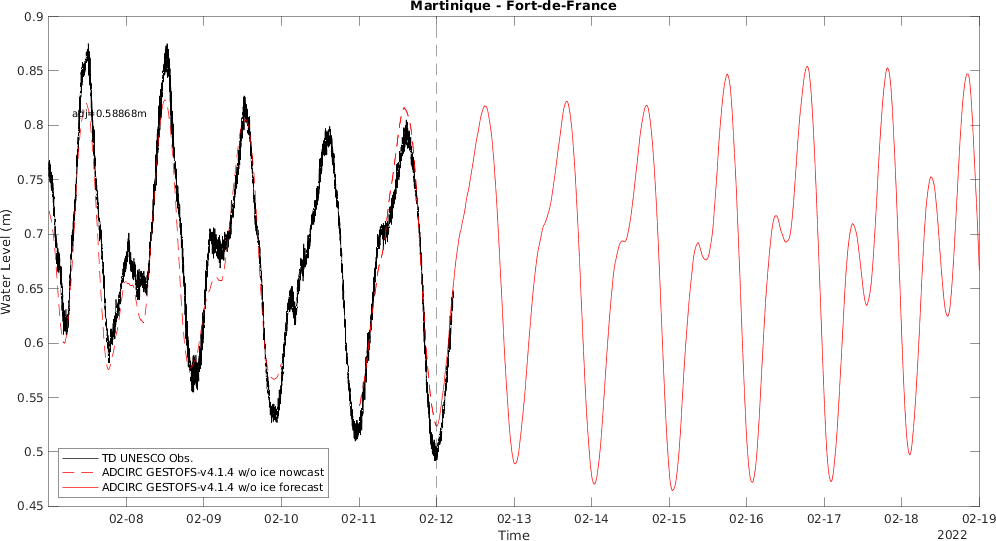 Martinique - Fort-de-France
Water Level (m)
0.9
0.85
0.8
0.75
0.7
0.65
0.6
0.55
0.5
0.45
adj=0.58868m
TD UNESCO Obs.
ADCIRC GESTOFS-v4.1.4 w/o ice nowcast
ADCIRC GESTOFS-v4.1.4 w/o ice forecast
02-08 02-09 02-10 02-11 02-12 02-13 02-14 02-15 02-16 02-17 02-18 02-19
Time
2022